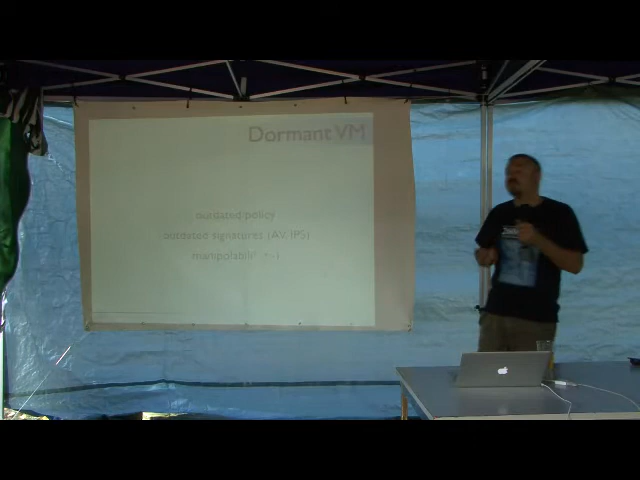 Dormant VM
outdated policy
outdated signatures (AV, IPS)